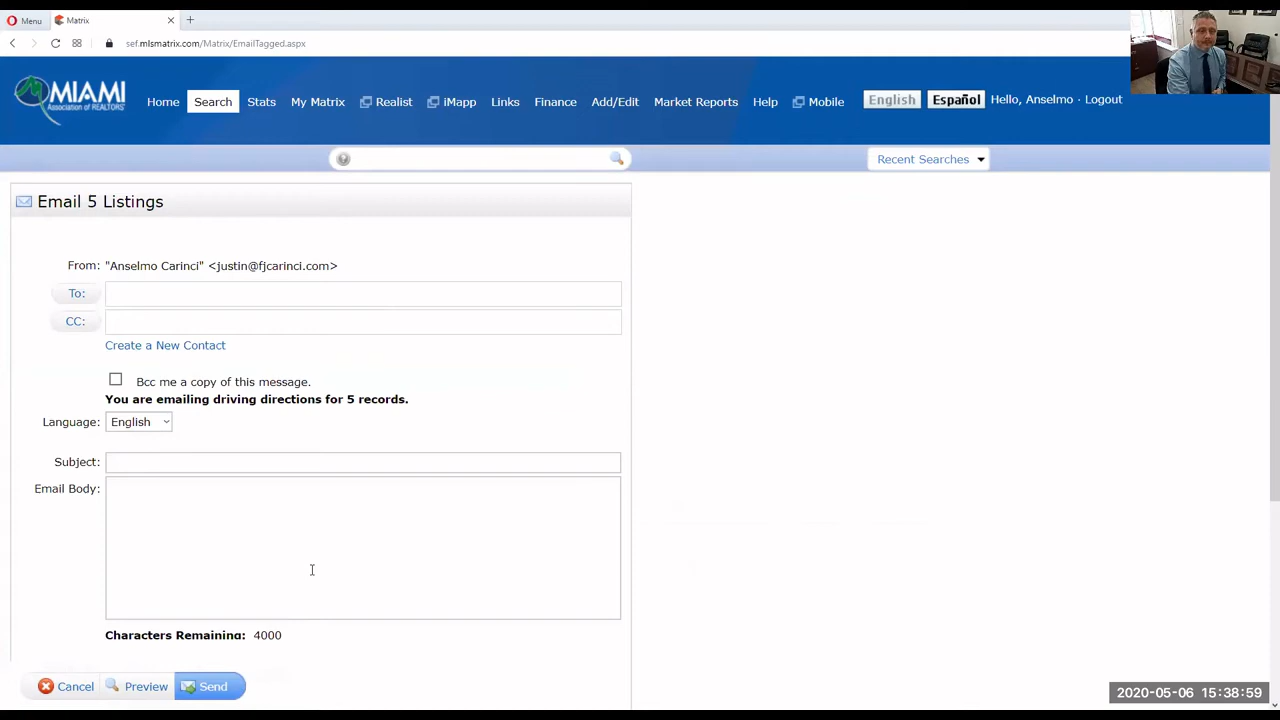 Menu
Matrix
sef.mlsmatrix.com/Matrix/EmailTagged.aspx
MIAMI
Association of REALTORS®
Home
Search
Stats
My Matrix
Realist
iMapp
Links
Finance
Add/Edit
Market Reports
Help
Mobile
English
Español
Hello, Anselmo · Logout
Recent Searches
Email 5 Listings
From: "Anselmo Carinci" <justin@fjcarinci.com>
To:
CC:
Create a New Contact
Bcc me a copy of this message.
You are emailing driving directions for 5 records.
Language: English
Subject:
Email Body:
Characters Remaining: 4000
Cancel
Preview
Send
2020-05-06 15:38:59